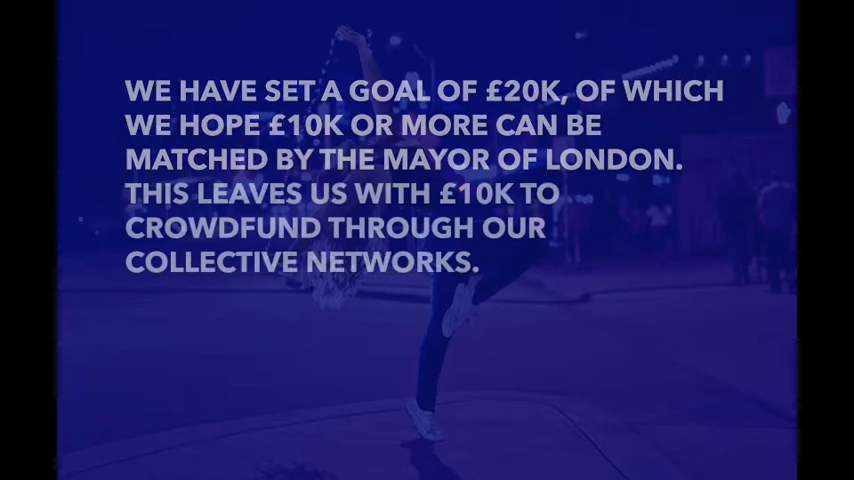 WE HAVE SET A GOAL OF £20K, OF WHICH
WE HOPE £10K OR MORE CAN BE
MATCHED BY THE MAYOR OF LONDON.
THIS LEAVES US WITH £10K TO
CROWDFUND THROUGH OUR
COLLECTIVE NETWORKS.